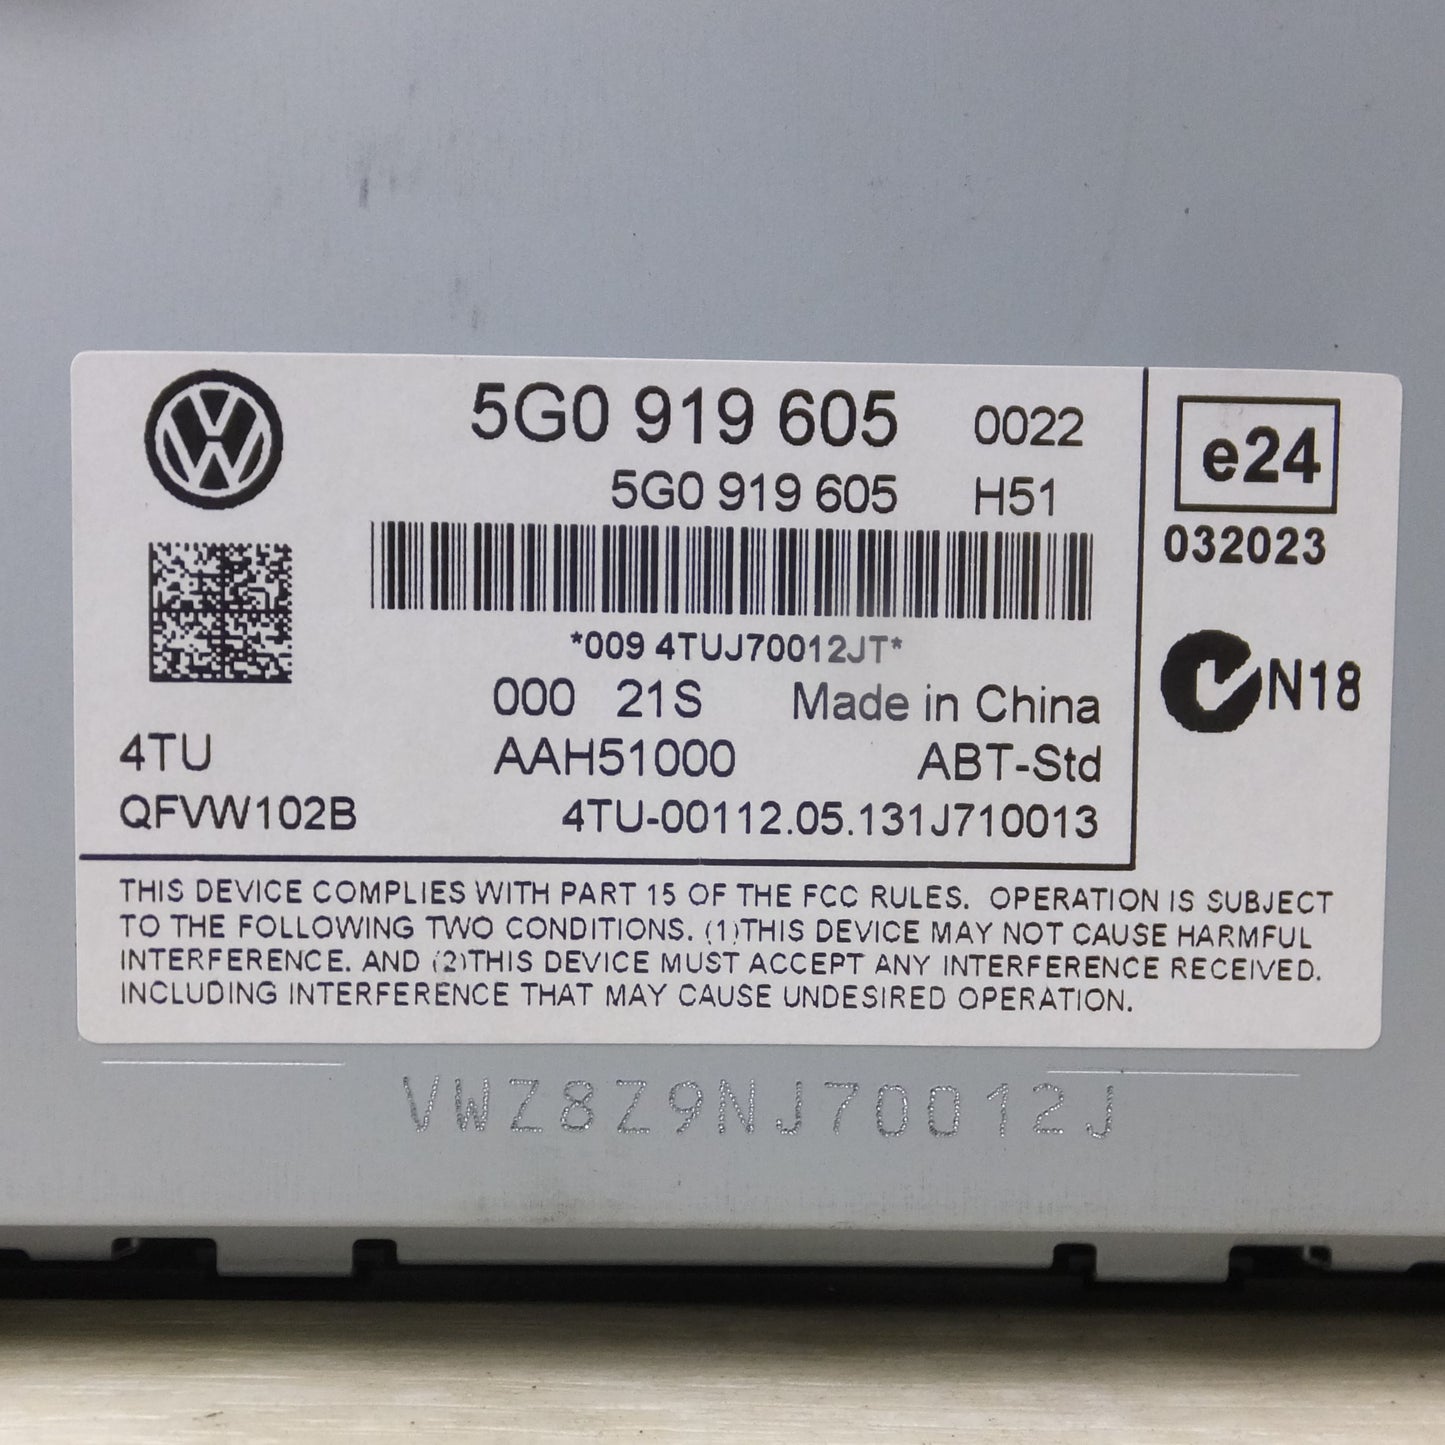 5G0 919 605 0022
5G0 919 605 H51
*009 4TUJ70012JT*
000 21S Made in China
4TU AAH51000 ABT-Std
QFVW102B 4TU-00112.05.131J710013
e24
032023
N18
THIS DEVICE COMPLIES WITH PART 15 OF THE FCC RULES. OPERATION IS SUBJECT
TO THE FOLLOWING TWO CONDITIONS. (1)THIS DEVICE MAY NOT CAUSE HARMFUL
INTERFERENCE. AND (2)THIS DEVICE MUST ACCEPT ANY INTERFERENCE RECEIVED.
INCLUDING INTERFERENCE THAT MAY CAUSE UNDESIRED OPERATION.
VWZ8Z9NJ70012J